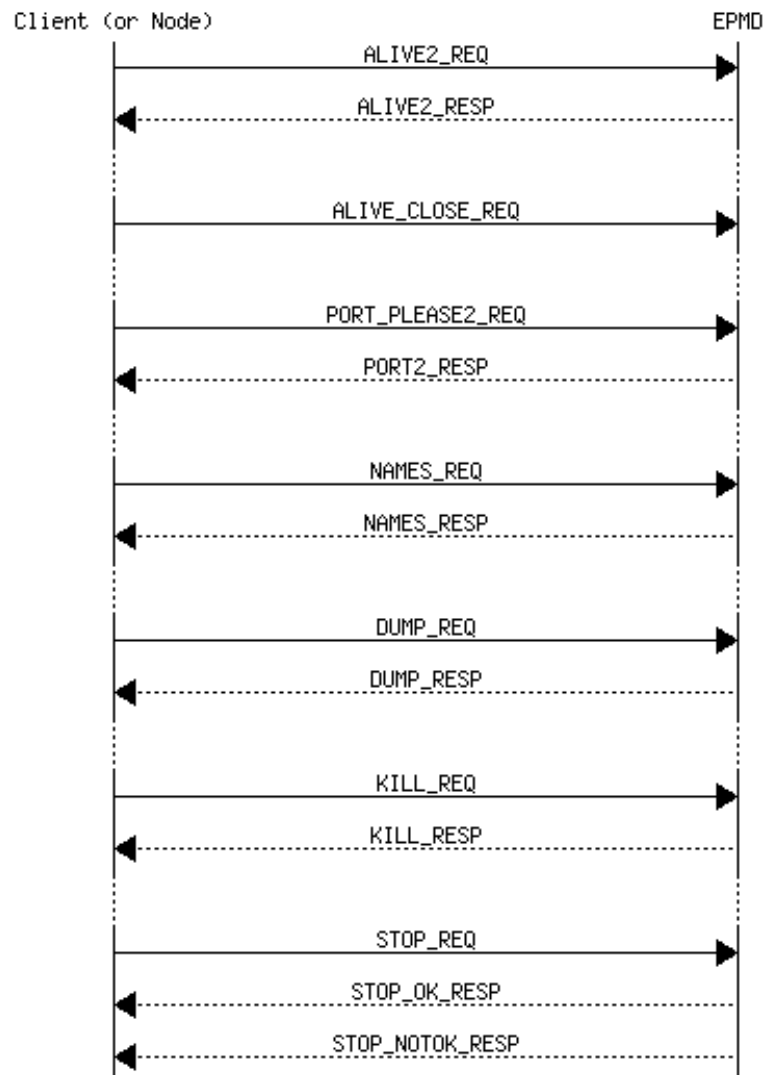 Client (or Node) EPMD
ALIVE2_REQ
ALIVE2_RESP
ALIVE_CLOSE_REQ
PORT_PLEASE2_REQ
PORT2_RESP
NAMES_REQ
NAMES_RESP
DUMP_REQ
DUMP_RESP
KILL_REQ
KILL_RESP
STOP_REQ
STOP_OK_RESP
STOP_NOTOK_RESP